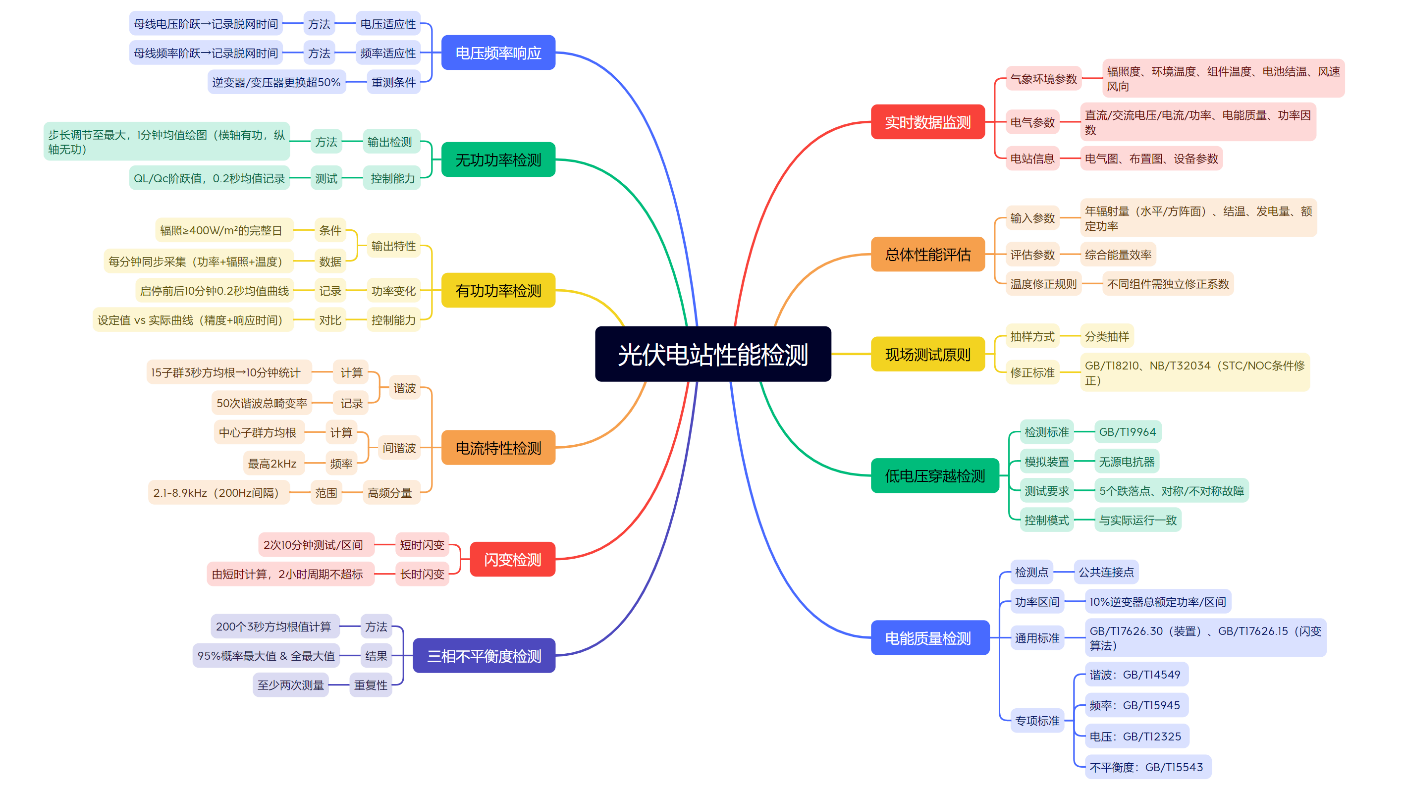 光伏电站性能检测
实时数据监测
气象环境参数
辐照度、环境温度、组件温度、电池结温、风速
风向
电气参数
直流/交流电压/电流/功率、电能质量、功率因
数
电站信息
电气图、布置图、设备参数
总体性能评估
输入参数
年辐射量（水平/方阵面）、结温、发电量、额
定功率
评估参数
综合能量效率
温度修正规则
不同组件需独立修正系数
现场测试原则
抽样方式
分类抽样
修正标准
GB/T18210、NB/T32034（STC/NOC条件修
正）
低电压穿越检测
检测标准
GB/T19964
模拟装置
无源电抗器
测试要求
5个跌落点、对称/不对称故障
控制模式
与实际运行一致
电能质量检测
检测点
公共连接点
功率区间
10%逆变器总额定功率/区间
通用标准
GB/T17626.30（装置）、GB/T17626.15（闪变
算法）
专项标准
谐波：GB/T14549
频率：GB/T15945
电压：GB/T12325
不平衡度：GB/T15543
电压频率响应
电压适应性
方法
母线电压阶跃→记录脱网时间
频率适应性
方法
母线频率阶跃→记录脱网时间
重测条件
逆变器/变压器更换超50%
无功功率检测
输出检测
方法
步长调节至最大，1分钟均值绘图（横轴有功，纵
轴无功）
控制能力
测试
QL/Qc阶跃值，0.2秒均值记录
有功功率检测
输出特性
条件
辐照≥400W/m²的完整日
数据
每分钟同步采集（功率+辐照+温度）
功率变化
记录
启停前后10分钟0.2秒均值曲线
控制能力
对比
设定值 vs 实际曲线（精度+响应时间）
电流特性检测
谐波
计算
15子群3秒方均根→10分钟统计
记录
50次谐波总畸变率
间谐波
计算
中心子群方均根
频率
最高2kHz
高频分量
范围
2.1-8.9kHz（200Hz间隔）
闪变检测
短时闪变
2次10分钟测试/区间
长时闪变
由短时计算，2小时周期不超标
三相不平衡度检测
方法
200个3秒方均根值计算
结果
95%概率最大值 & 全最大值
重复性
至少两次测量